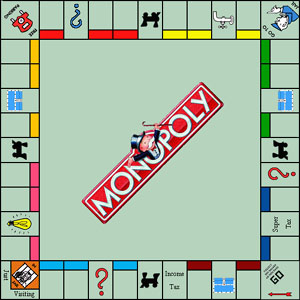 MONOPOLY
Super
Tax
Just
Visiting
Income
Tax
GO